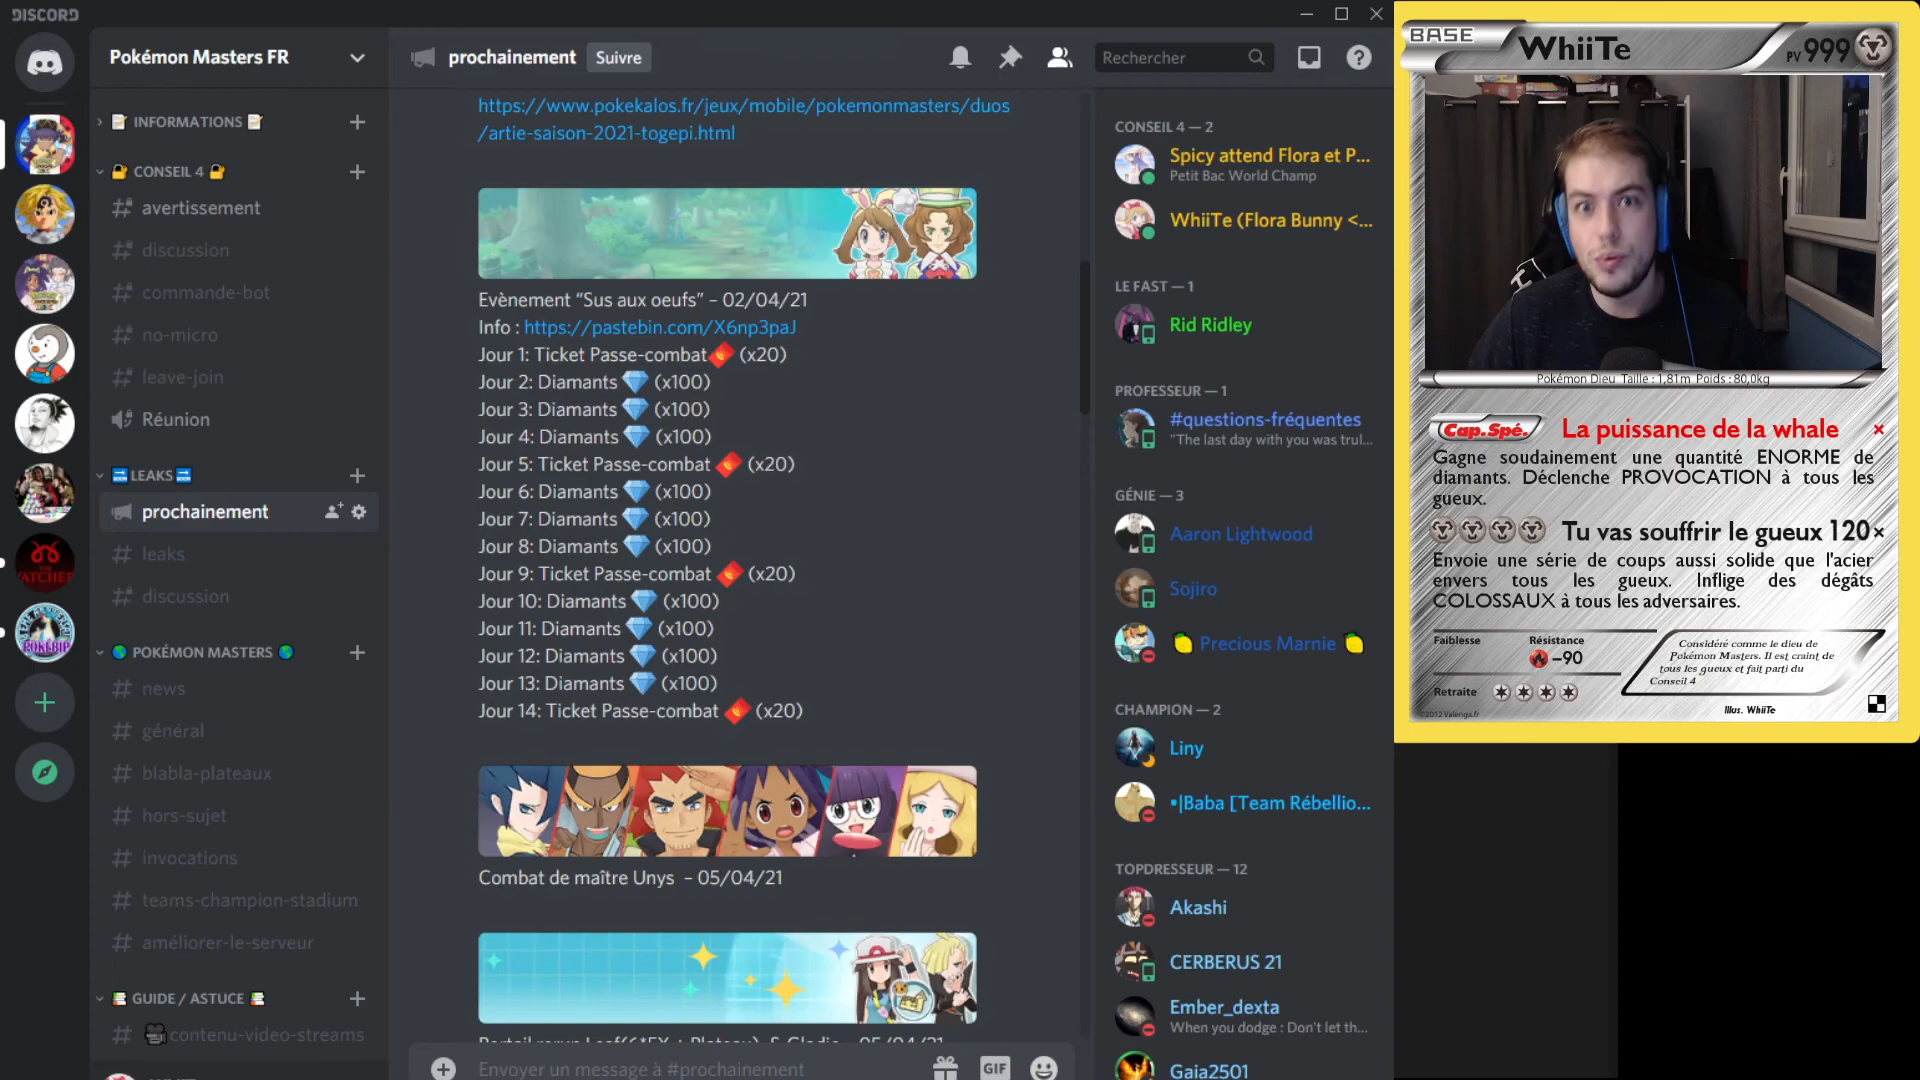 DISCORD
Pokémon Masters FR
INFORMATIONS
CONSEIL 4
avertissement
discussion
commande-bot
no-micro
leave-join
Réunion
LEAKS
prochainement
leaks
discussion
POKÉMON MASTERS
news
général
blabla-plateaux
hors-sujet
invocations
teams-champion-stadium
améliorer-le-serveur
GUIDE / ASTUCE
contenu-video-streams
prochainement
Suivre
Rechercher
https://www.pokekalos.fr/jeux/mobile/pokemonmasters/duos
/artie-saison-2021-togepi.html
Evènement “Sus aux oeufs” – 02/04/21
Info : https://pastebin.com/X6np3paJ
Jour 1: Ticket Passe-combat (x20)
Jour 2: Diamants (x100)
Jour 3: Diamants (x100)
Jour 4: Diamants (x100)
Jour 5: Ticket Passe-combat (x20)
Jour 6: Diamants (x100)
Jour 7: Diamants (x100)
Jour 8: Diamants (x100)
Jour 9: Ticket Passe-combat (x20)
Jour 10: Diamants (x100)
Jour 11: Diamants (x100)
Jour 12: Diamants (x100)
Jour 13: Diamants (x100)
Jour 14: Ticket Passe-combat (x20)
Combat de maître Unys – 05/04/21
Envoyer un message à #prochainement
GIF
CONSEIL 4 — 2
Spicy attend Flora et P...
Petit Bac World Champ
WhiiTe (Flora Bunny <...
LE FAST — 1
Rid Ridley
PROFESSEUR — 1
#questions-fréquentes
"The last day with you was trul...
GÉNIE — 3
Aaron Lightwood
Sojiro
Precious Marnie
CHAMPION — 2
Liny
•|Baba [Team Rébellio...
TOPDRESSEUR — 12
Akashi
CERBERUS 21
Ember_dexta
When you dodge : Don't let th...
Gaia2501
BASE
WhiiTe
PV 999
Pokémon Dieu Taille : 1,81m Poids : 80,0kg
Cap. Spé. La puissance de la whale ×
Gagne soudainement une quantité ENORME de
diamants. Déclenche PROVOCATION à tous les
gueux.
Tu vas souffrir le gueux 120×
Envoie une série de coups aussi solide que l'acier
envers tous les gueux. Inflige des dégâts
COLOSSAUX à tous les adversaires.
Faiblesse
Résistance
-90
Retraite
Considéré comme le dieu de
Pokémon Masters. Il est craint de
tous les gueux et fait parti du
Conseil 4
Illus. WhiiTe
©2012 Valenga.fr